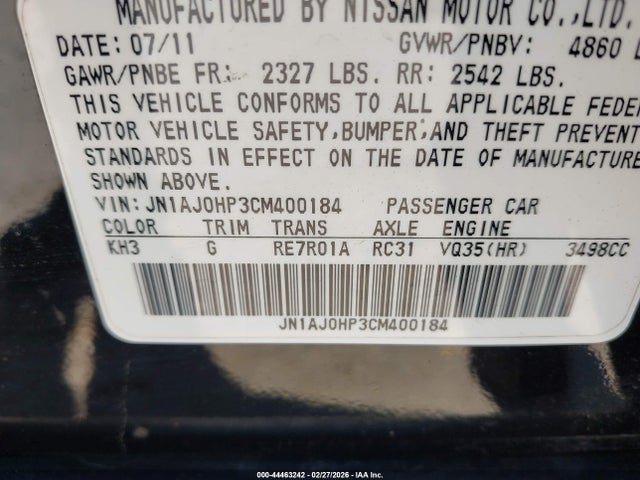 MANUFACTURED BY NISSAN MOTOR CO.,LTD.
DATE: 07/11 GVWR/PNBV: 4860 L
GAWR/PNBE FR: 2327 LBS. RR: 2542 LBS.
THIS VEHICLE CONFORMS TO ALL APPLICABLE FEDER
MOTOR VEHICLE SAFETY,BUMPER,AND THEFT PREVENT
STANDARDS IN EFFECT ON THE DATE OF MANUFACTURE
SHOWN ABOVE.
VIN: JN1AJ0HP3CM400184 PASSENGER CAR
COLOR TRIM TRANS AXLE ENGINE
KH3 G RE7R01A RC31 VQ35(HR) 3498CC
JN1AJ0HP3CM400184
000-44463242 - 02/27/2026 - IAA Inc.